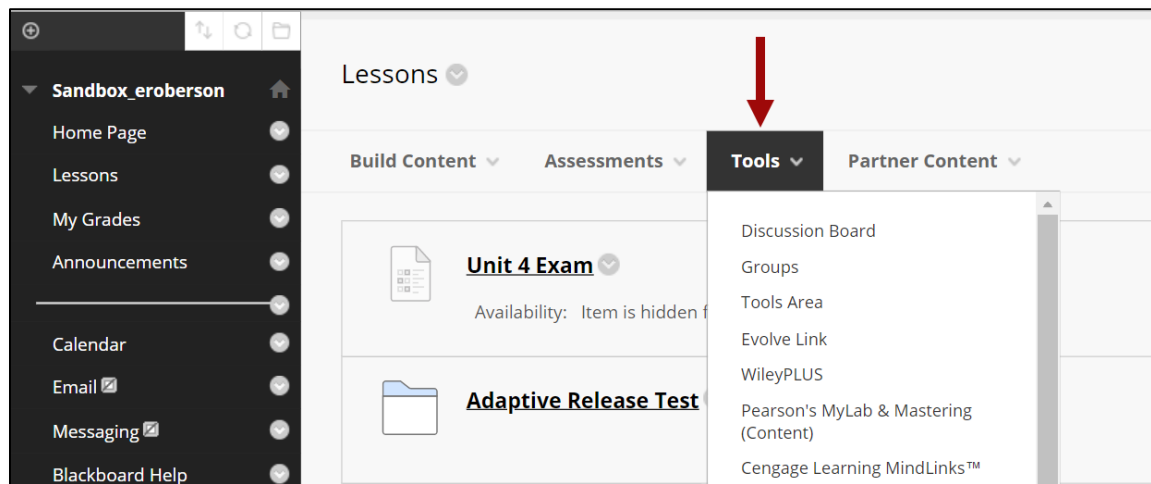 Sandbox_eroberson
Home Page
Lessons
My Grades
Announcements
Calendar
Email
Messaging
Blackboard Help
Lessons
Build Content
Assessments
Tools
Partner Content
Discussion Board
Groups
Tools Area
Evolve Link
WileyPLUS
Pearson's MyLab & Mastering
(Content)
Cengage Learning MindLinks™
Unit 4 Exam
Availability: Item is hidden f
Adaptive Release Test